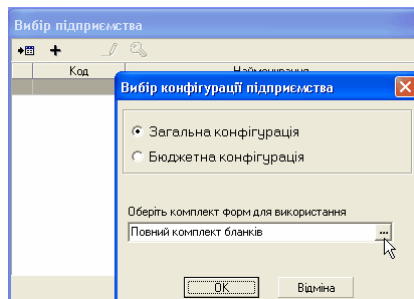 Вибір підприємства
Код
Найменування
Вибір конфігурації підприємства
Загальна конфігурація
Бюджетна конфігурація
Оберіть комплект форм для використання
Повний комплект бланків
...
OK
Відміна